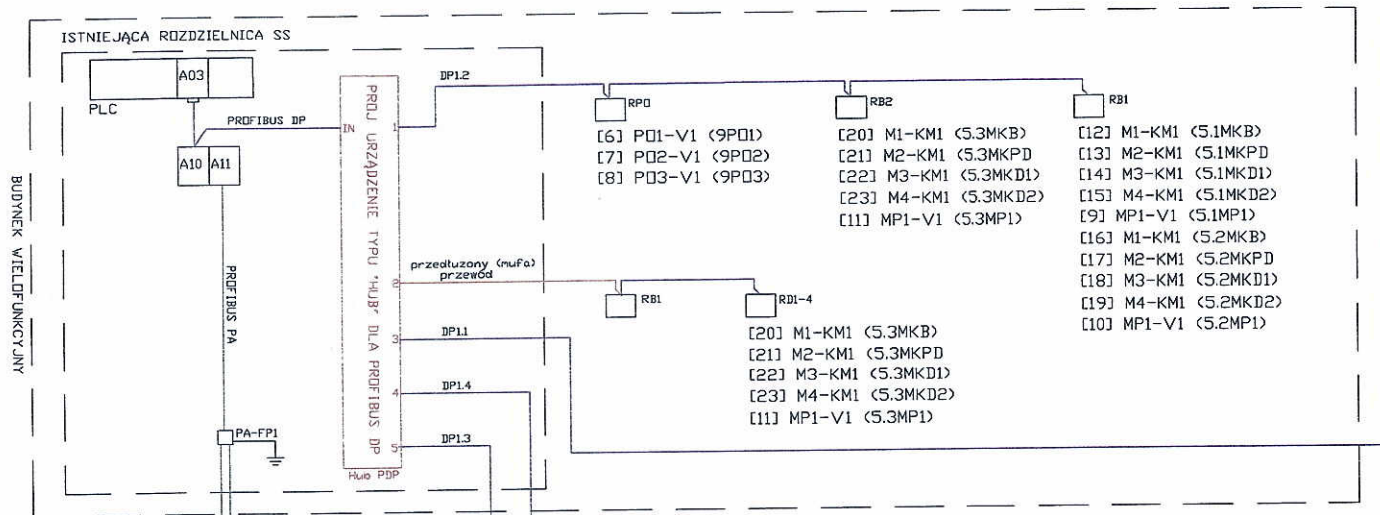 ISTNIEJĄCA ROZDZIELNICA SS
A03
PLC
PROFIBUS DP
A10 A11
PROFIBUS PA
PA-FP1
BUDYNEK WIELOFUNKCYJNY
PROJ URZĄDZENIE TYPU "HUB" DLA PROFIBUS DP
IN
1
2
3
4
5
Hub PDP
DP1.2
przedłużony (mufa)
przewód
DP1.1
DP1.4
DP1.3
RPO
[6] PO1-V1 (9PO1)
[7] PO2-V1 (9PO2)
[8] PO3-V1 (9PO3)
RB2
[20] M1-KM1 (5.3MKB)
[21] M2-KM1 (5.3MKPD
[22] M3-KM1 (5.3MKD1)
[23] M4-KM1 (5.3MKD2)
[11] MP1-V1 (5.3MP1)
RB1
[12] M1-KM1 (5.1MKB)
[13] M2-KM1 (5.1MKPD
[14] M3-KM1 (5.1MKD1)
[15] M4-KM1 (5.1MKD2)
[9] MP1-V1 (5.1MP1)
[16] M1-KM1 (5.2MKB)
[17] M2-KM1 (5.2MKPD
[18] M3-KM1 (5.2MKD1)
[19] M4-KM1 (5.2MKD2)
[10] MP1-V1 (5.2MP1)
RB1
RD1-4
[20] M1-KM1 (5.3MKB)
[21] M2-KM1 (5.3MKPD
[22] M3-KM1 (5.3MKD1)
[23] M4-KM1 (5.3MKD2)
[11] MP1-V1 (5.3MP1)